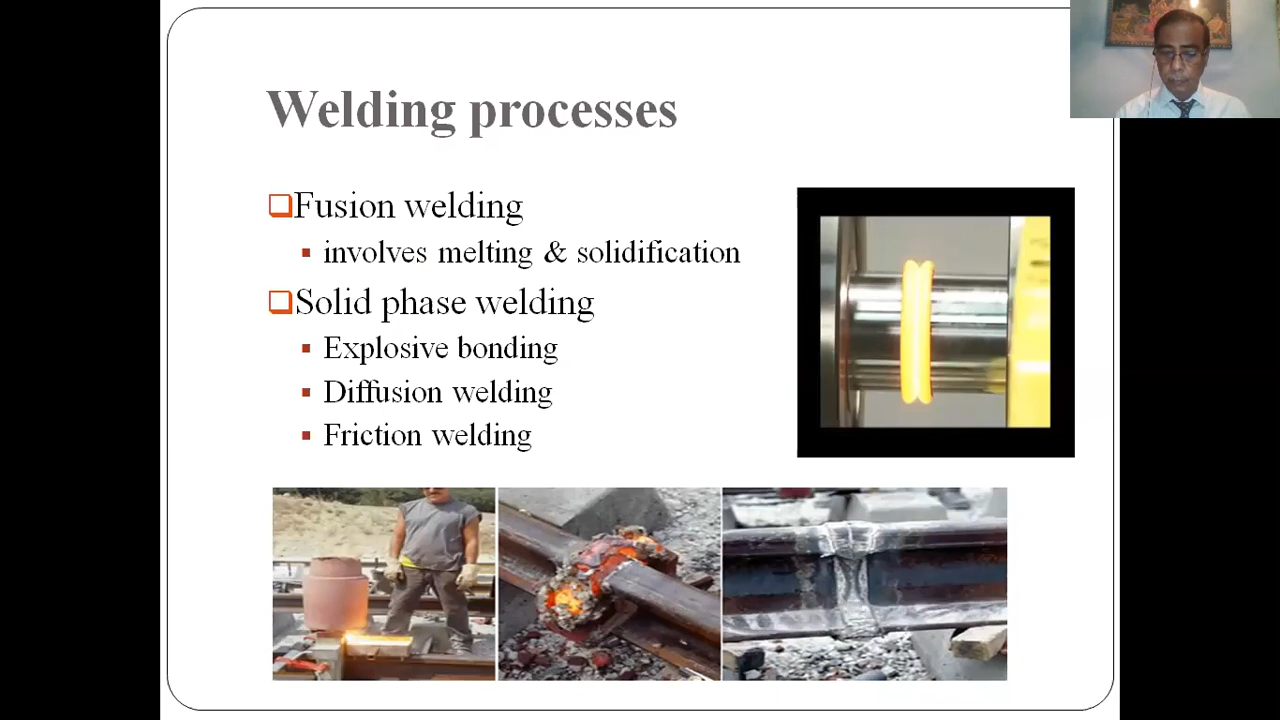 Welding processes
Fusion welding
involves melting & solidification
Solid phase welding
Explosive bonding
Diffusion welding
Friction welding